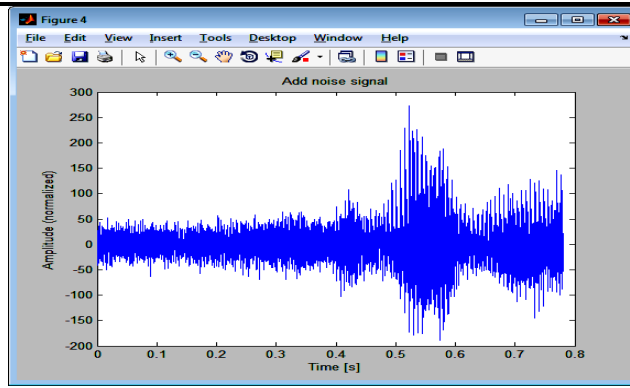 Figure 4
File Edit View Insert Tools Desktop Window Help
Add noise signal
300
250
200
150
100
50
0
-50
-100
-150
-200
Amplitude (normalized)
0 0.1 0.2 0.3 0.4 0.5 0.6 0.7 0.8
Time [s]